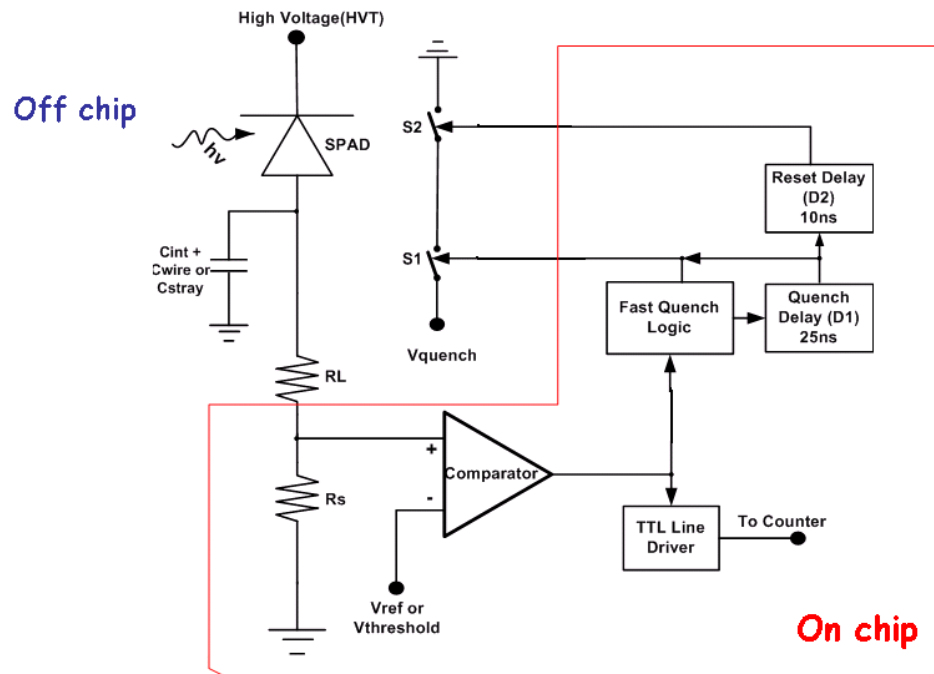 High Voltage(HVT)
Off chip
hv
SPAD
S2
Reset Delay
(D2)
10ns
Cint +
Cwire or
Cstray
S1
Fast Quench
Logic
Quench
Delay (D1)
25ns
Vquench
RL
+
Comparator
-
Rs
TTL Line
Driver
To Counter
Vref or
Vthreshold
On chip